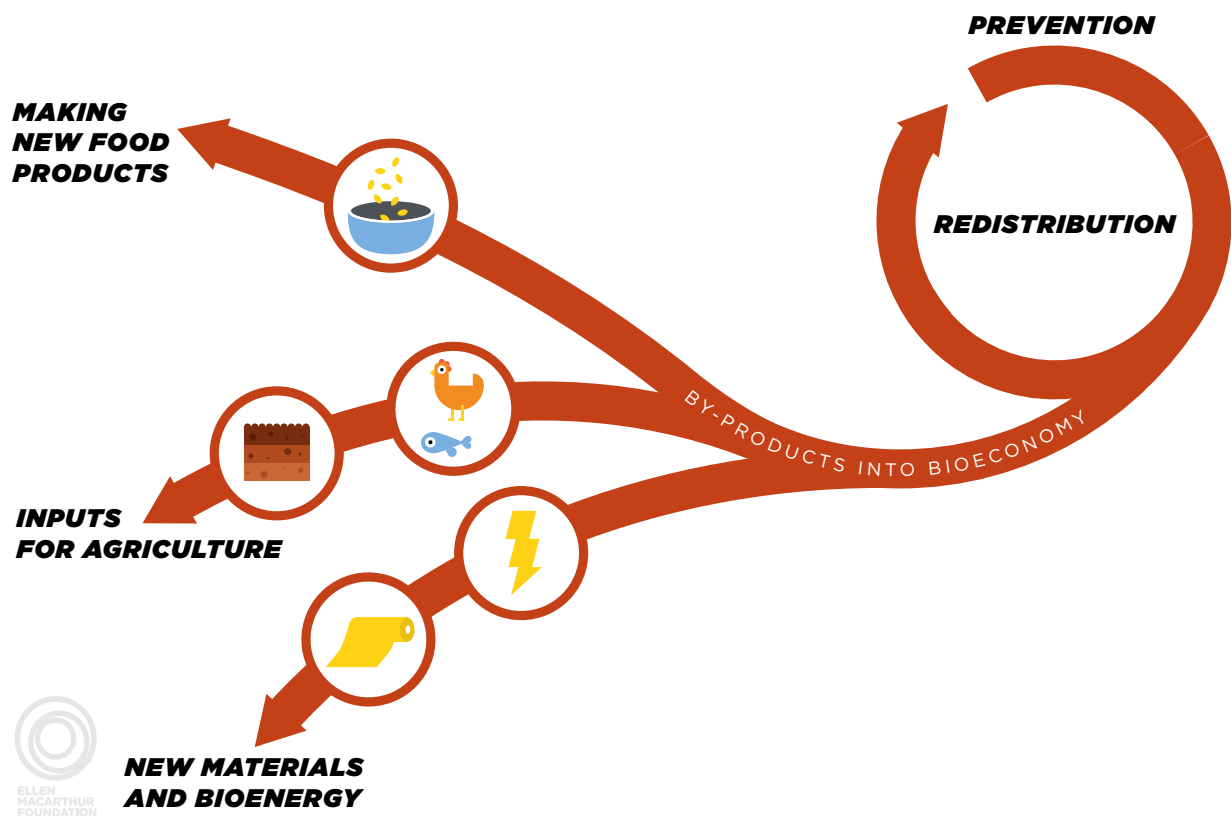 PREVENTION
MAKING
NEW FOOD
PRODUCTS
REDISTRIBUTION
BY-PRODUCTS INTO BIOECONOMY
INPUTS
FOR AGRICULTURE
NEW MATERIALS
AND BIOENERGY
ELLEN
MACARTHUR
FOUNDATION